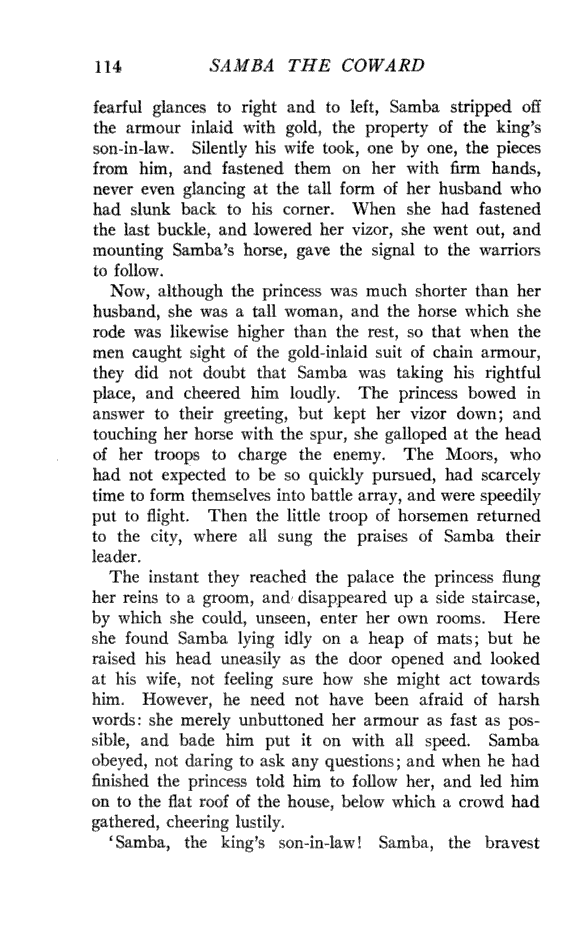 114 SAMBA THE COWARD
fearful glances to right and to left, Samba stripped off
the armour inlaid with gold, the property of the king's
son-in-law. Silently his wife took, one by one, the pieces
from him, and fastened them on her with firm hands,
never even glancing at the tall form of her husband who
had slunk back to his corner. When she had fastened
the last buckle, and lowered her vizor, she went out, and
mounting Samba's horse, gave the signal to the warriors
to follow.
Now, although the princess was much shorter than her
husband, she was a tall woman, and the horse which she
rode was likewise higher than the rest, so that when the
men caught sight of the gold-inlaid suit of chain armour,
they did not doubt that Samba was taking his rightful
place, and cheered him loudly. The princess bowed in
answer to their greeting, but kept her vizor down; and
touching her horse with the spur, she galloped at the head
of her troops to charge the enemy. The Moors, who
had not expected to be so quickly pursued, had scarcely
time to form themselves into battle array, and were speedily
put to flight. Then the little troop of horsemen returned
to the city, where all sung the praises of Samba their
leader.
The instant they reached the palace the princess flung
her reins to a groom, and disappeared up a side staircase,
by which she could, unseen, enter her own rooms. Here
she found Samba lying idly on a heap of mats; but he
raised his head uneasily as the door opened and looked
at his wife, not feeling sure how she might act towards
him. However, he need not have been afraid of harsh
words: she merely unbuttoned her armour as fast as pos-
sible, and bade him put it on with all speed. Samba
obeyed, not daring to ask any questions; and when he had
finished the princess told him to follow her, and led him
on to the flat roof of the house, below which a crowd had
gathered, cheering lustily.
'Samba, the king's son-in-law! Samba, the bravest